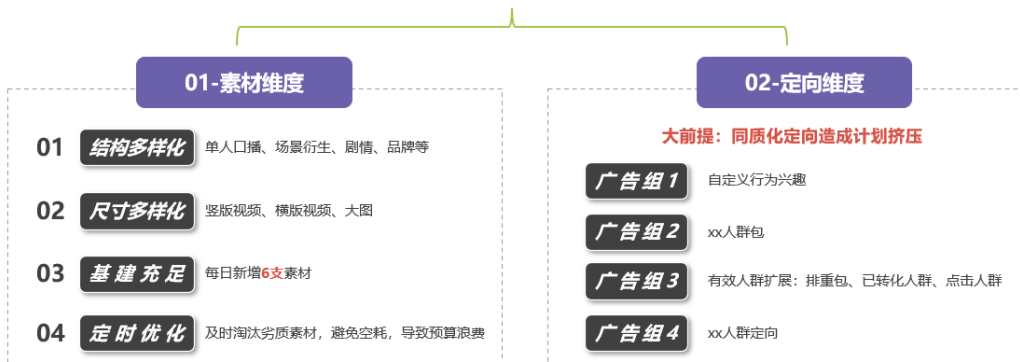 01-素材维度
01 结构多样化 单人口播、场景衍生、剧情、品牌等
02 尺寸多样化 竖版视频、横版视频、大图
03 基建充足 每日新增6支素材
04 定时优化 及时淘汰劣质素材，避免空耗，导致预算浪费
02-定向维度
大前提：同质化定向造成计划挤压
广告组1 自定义行为兴趣
广告组2 xx人群包
广告组3 有效人群扩展：排重包、已转化人群、点击人群
广告组4 xx人群定向